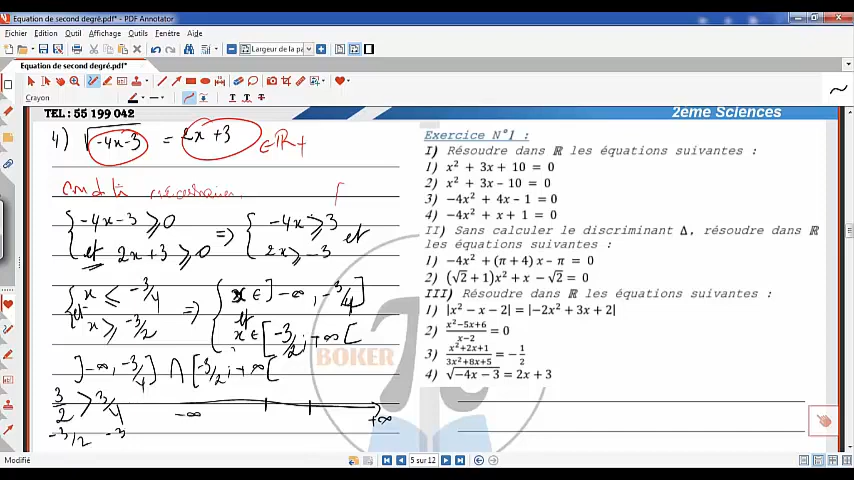 Equation de second degré.pdf* - PDF Annotator
Fichier Edition Outil Affichage Outils Fenêtre Aide
Largeur de la pa
Equation de second degré.pdf*
Crayon
TEL : 55 199 042
2eme Sciences
4) √-4x-3 = 2x+3 ∈ℝ+
{ -4x-3 ⩾ 0 => { -4x ⩾ 3
et 2x+3 ⩾ 0 2x ⩾ -3 et
{ x ≤ -3/4 => { x ∈ ]-∞, -3/4]
et x ⩾ -3/2 et x ∈ [-3/2; +∞[
]-∞, -3/4] ∩ [-3/2; +∞[
3/2 > 3/4
-∞ +∞
-3/2 -3
Exercice N°1 :
I) Résoudre dans ℝ les équations suivantes :
1) x² + 3x + 10 = 0
2) x² + 3x - 10 = 0
3) -4x² + 4x - 1 = 0
4) -4x² + x + 1 = 0
II) Sans calculer le discriminant Δ, résoudre dans ℝ
les équations suivantes :
1) -4x² + (π + 4) x - π = 0
2) (√2 + 1)x² + x - √2 = 0
III) Résoudre dans ℝ les équations suivantes :
1) |x² - x - 2| = |-2x² + 3x + 2|
2) x²-5x+6/x-2 = 0
3) x²+2x+1/3x²+8x+5 = -1/2
4) √-4x - 3 = 2x + 3
BOKER
Modifié
5 sur 12